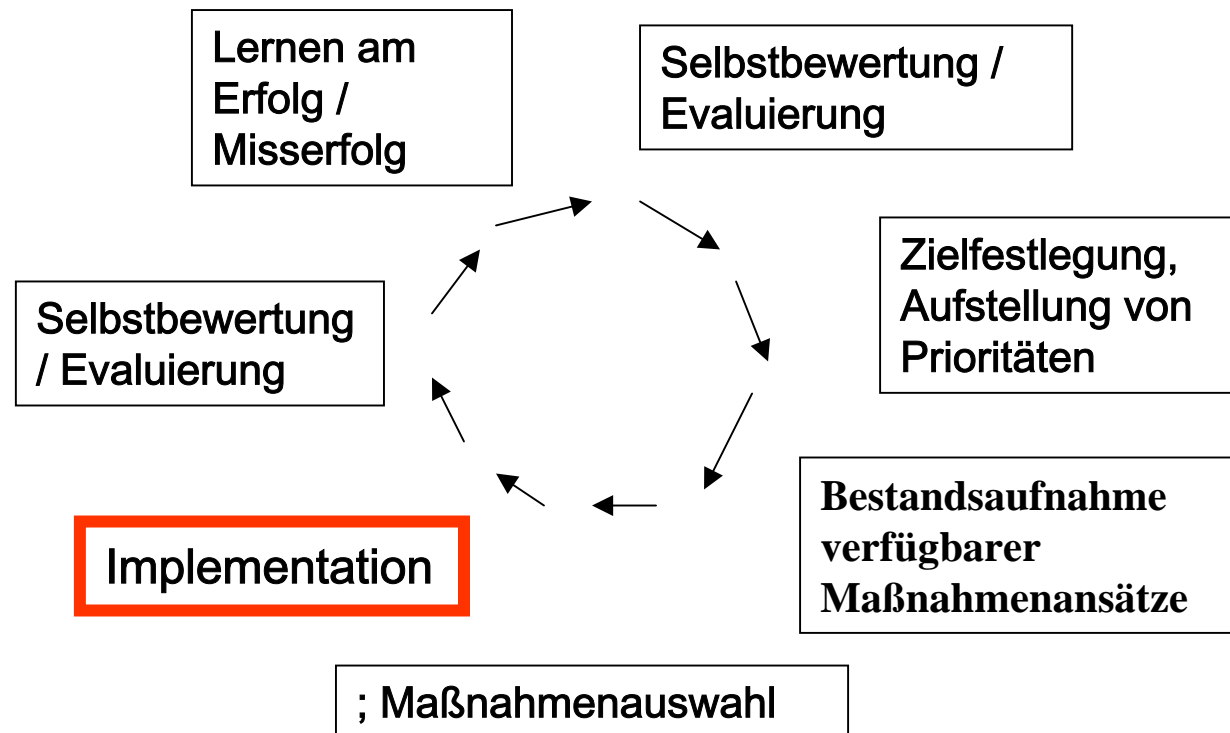 Lernen am
Erfolg /
Misserfolg
Selbstbewertung /
Evaluierung
Zielfestlegung,
Aufstellung von
Prioritäten
Bestandsaufnahme
verfügbarer
Maßnahmenansätze
; Maßnahmenauswahl
Implementation
Selbstbewertung
/ Evaluierung